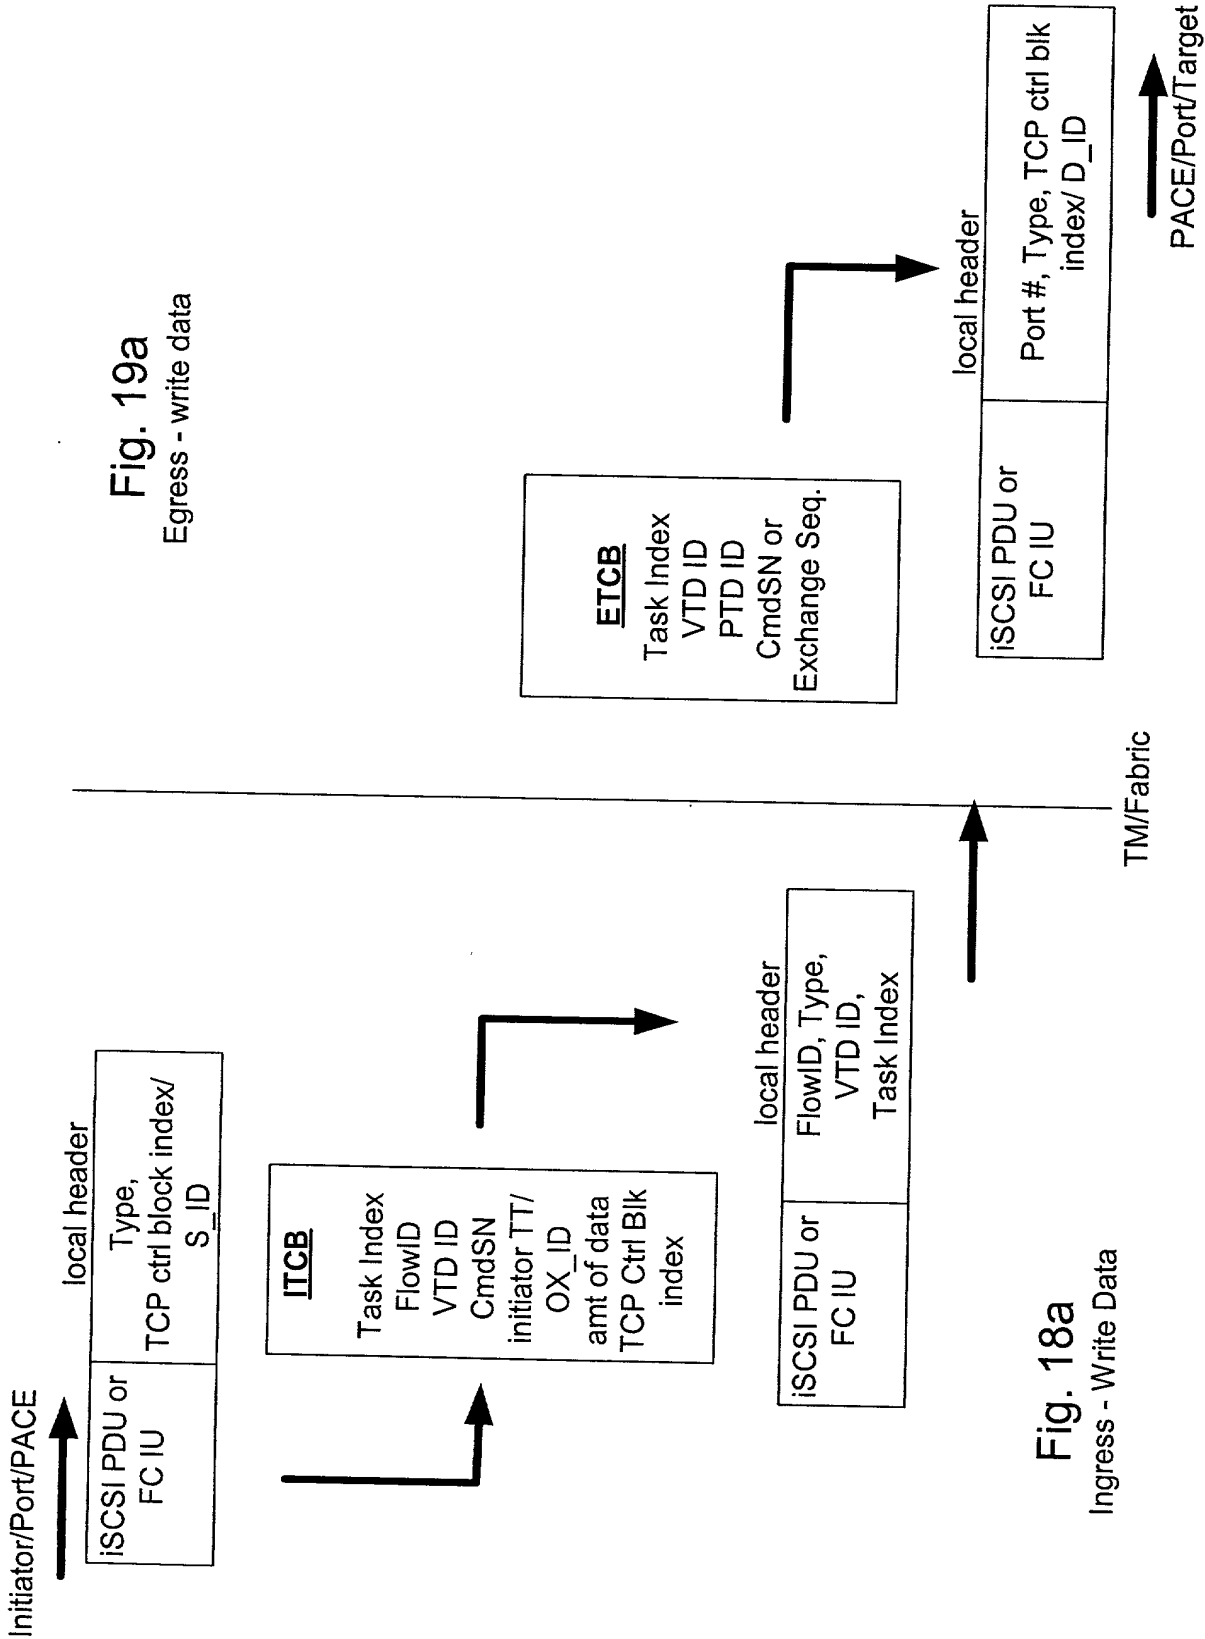 Initiator/Port/PACE
local header
iSCSI PDU or
FC IU
Type,
TCP ctrl block index/
S_ID
ITCB
Task Index
FlowID
VTD ID
CmdSN
initiator TT/
OX_ID
amt of data
TCP Ctrl Blk
index
local header
iSCSI PDU or
FC IU
FlowID, Type,
VTD ID,
Task Index
Fig. 18a
Ingress - Write Data
TM/Fabric
Fig. 19a
Egress - write data
ETCB
Task Index
VTD ID
PTD ID
CmdSN or
Exchange Seq.
local header
iSCSI PDU or
FC IU
Port #, Type, TCP ctrl blk
index/ D_ID
PACE/Port/Target